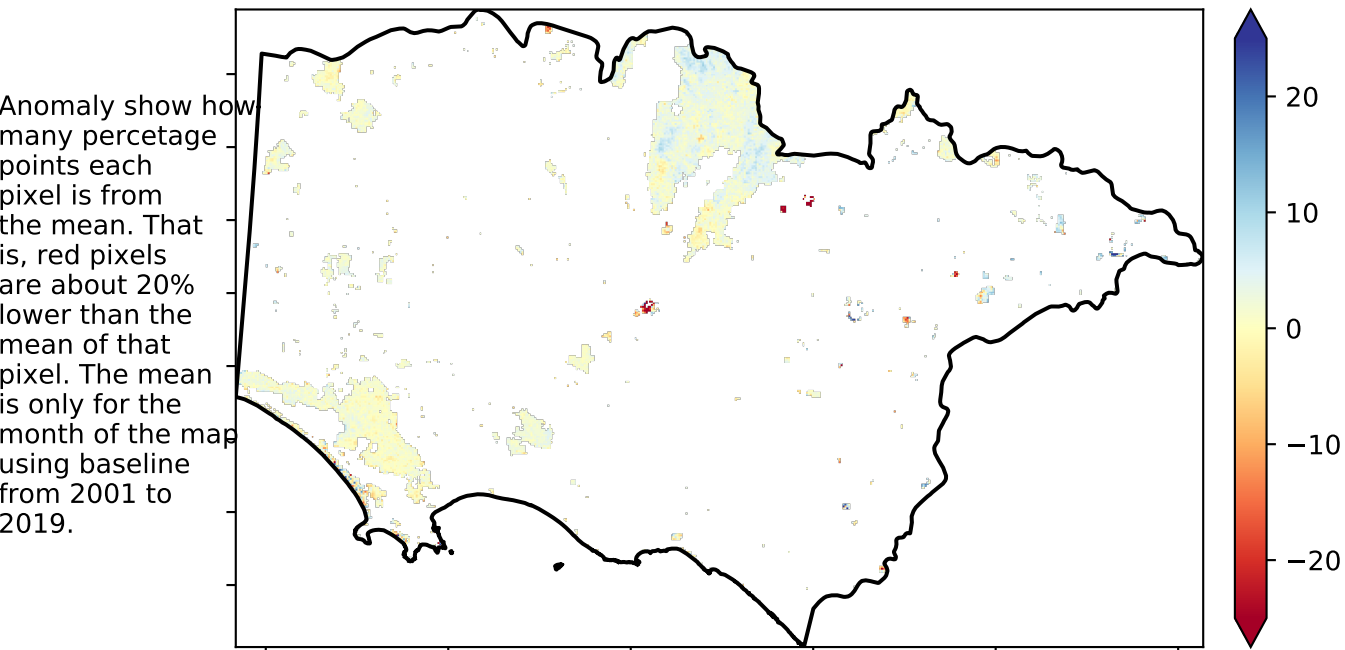 Anomaly show how
many percetage
points each
pixel is from
the mean. That
is, red pixels
are about 20%
lower than the
mean of that
pixel. The mean
is only for the
month of the map
using baseline
from 2001 to
2019.
20
10
0
−10
−20